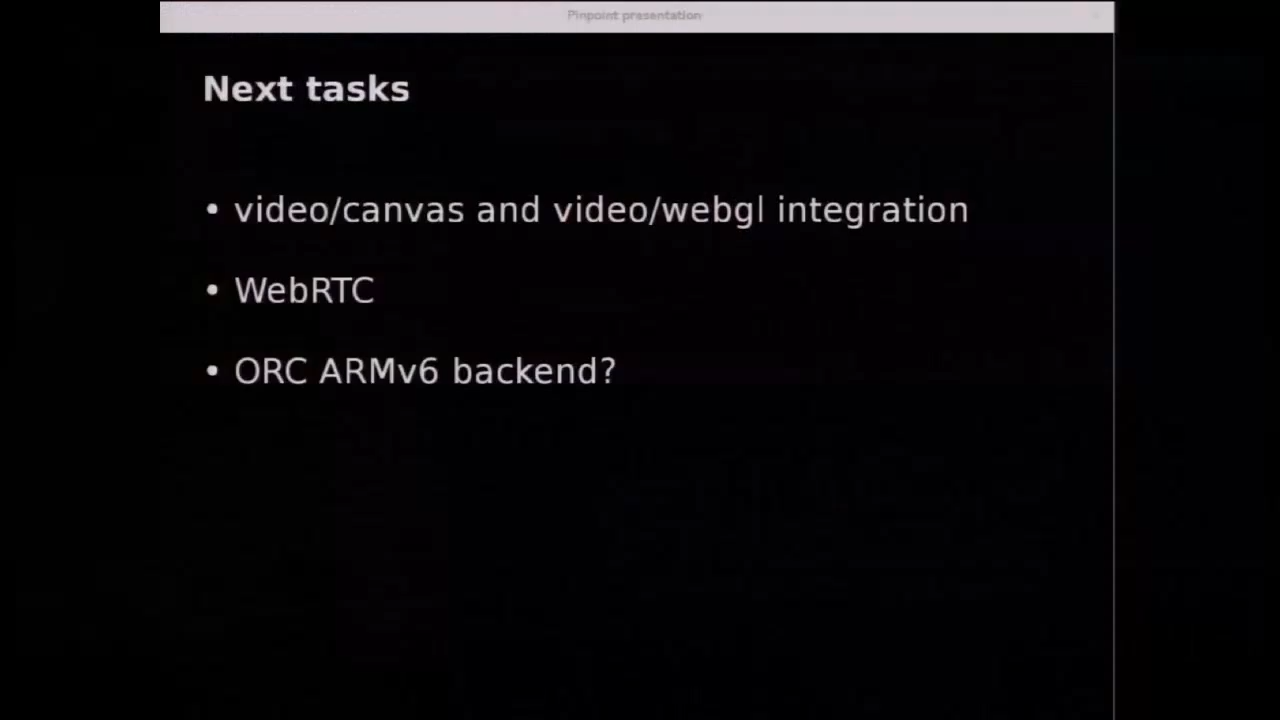 Pinpoint presentation
Next tasks
• video/canvas and video/webgl integration
• WebRTC
• ORC ARMv6 backend?